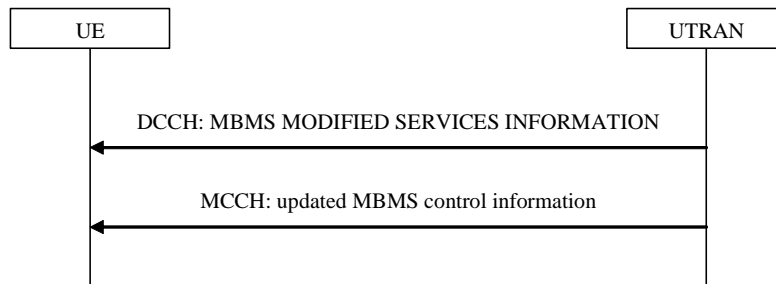 UE
UTRAN
DCCH: MBMS MODIFIED SERVICES INFORMATION
MCCH: updated MBMS control information